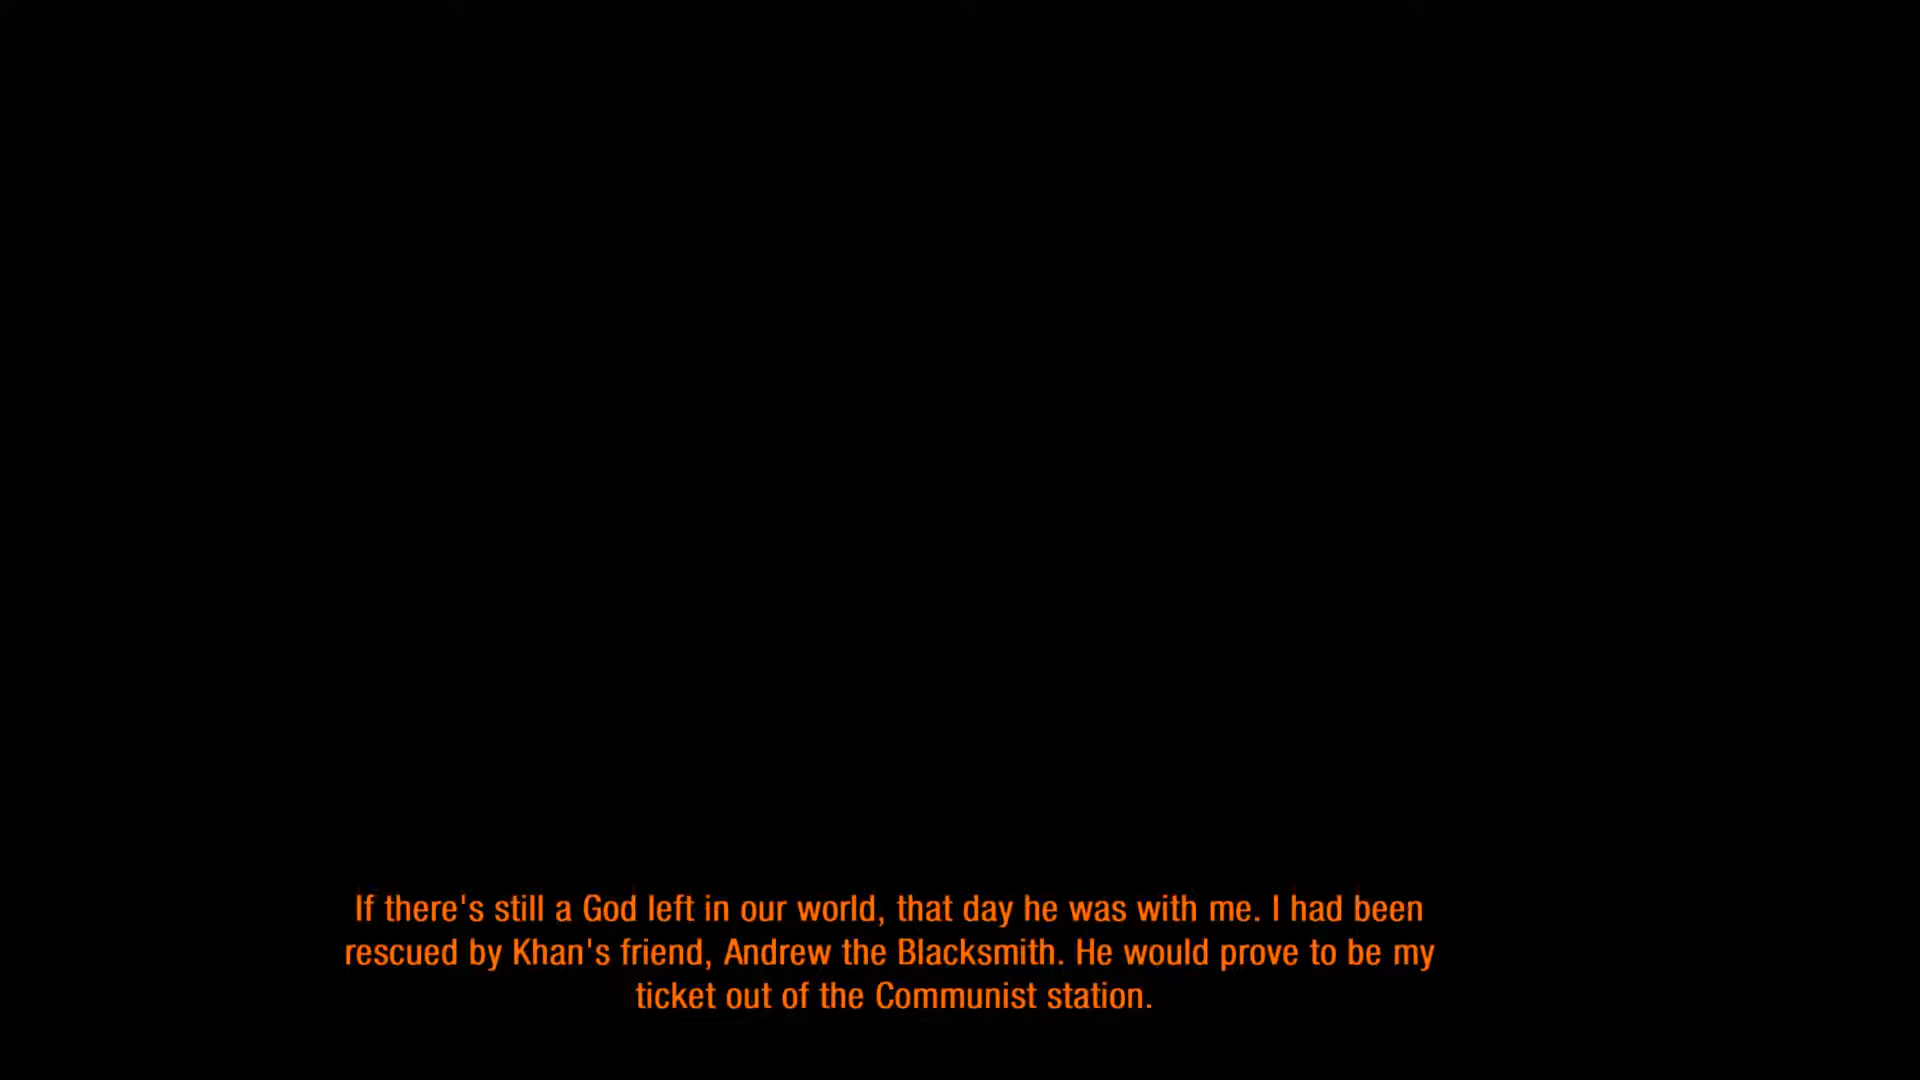 If there's still a God left in our world, that day he was with me. I had been
rescued by Khan's friend, Andrew the Blacksmith. He would prove to be my
ticket out of the Communist station.